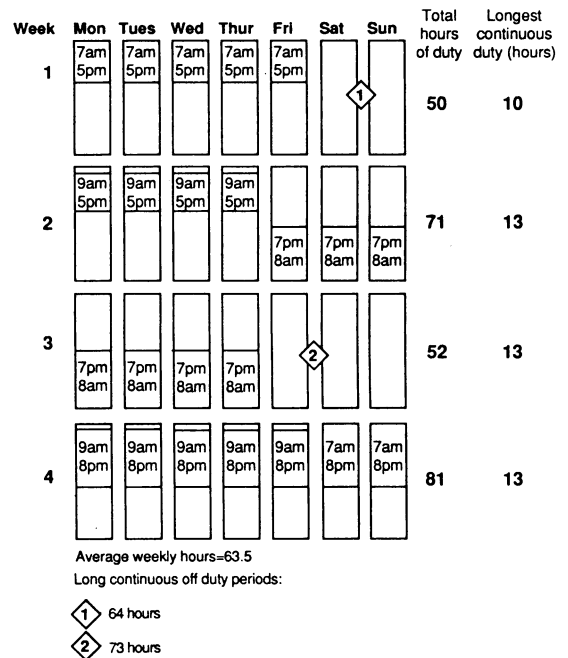 Total Longest
Week Mon Tues Wed Thur Fri Sat Sun hours continuous
of duty duty (hours)
7am 7am 7am 7am 7am
1 5pm 5pm 5pm 5pm 5pm
1 50 10
9am 9am 9am 9am
5pm 5pm 5pm 5pm
2 71 13
7pm 7pm 7pm
8am 8am 8am
3 2 52 13
7pm 7pm 7pm 7pm
8am 8am 8am 8am
9am 9am 9am 9am 9am 7am 7am
8pm 8pm 8pm 8pm 8pm 8pm 8pm
4 81 13
Average weekly hours=63.5
Long continuous off duty periods:
1 64 hours
2 73 hours